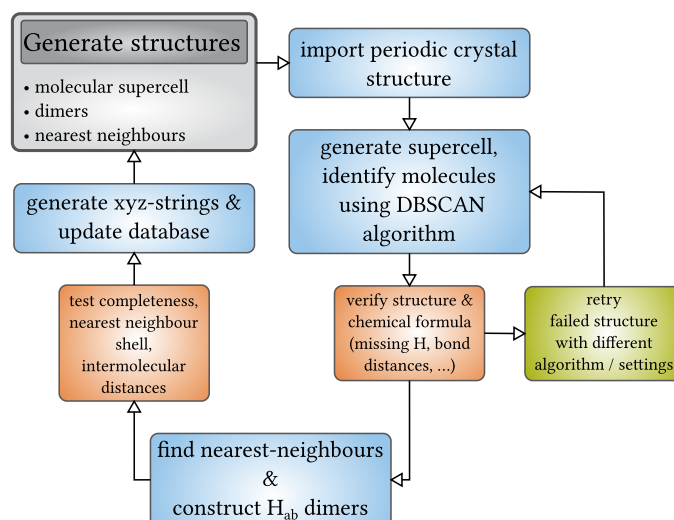 Generate structures
• molecular supercell
• dimers
• nearest neighbours
import periodic crystal
structure
generate supercell,
identify molecules
using DBSCAN
algorithm
generate xyz-strings &
update database
test completeness,
nearest neighbour
shell,
intermolecular
distances
verify structure &
chemical formula
(missing H, bond
distances, ...)
retry
failed structure
with different
algorithm / settings
find nearest-neighbours
&
construct H_ab dimers